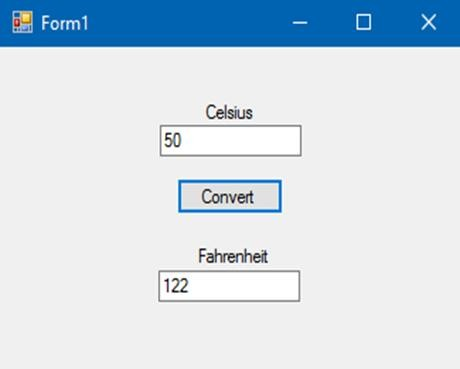 Form1
Celsius
50
Convert
Fahrenheit
122